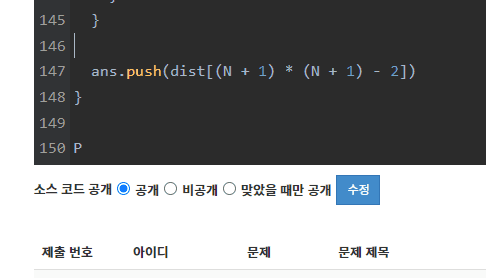 145   }
146
147   ans.push(dist[(N + 1) * (N + 1) - 2])
148 }
149
150 P
소스 코드 공개 공개 비공개 맞았을 때만 공개 수정
제출 번호 아이디 문제 문제 제목